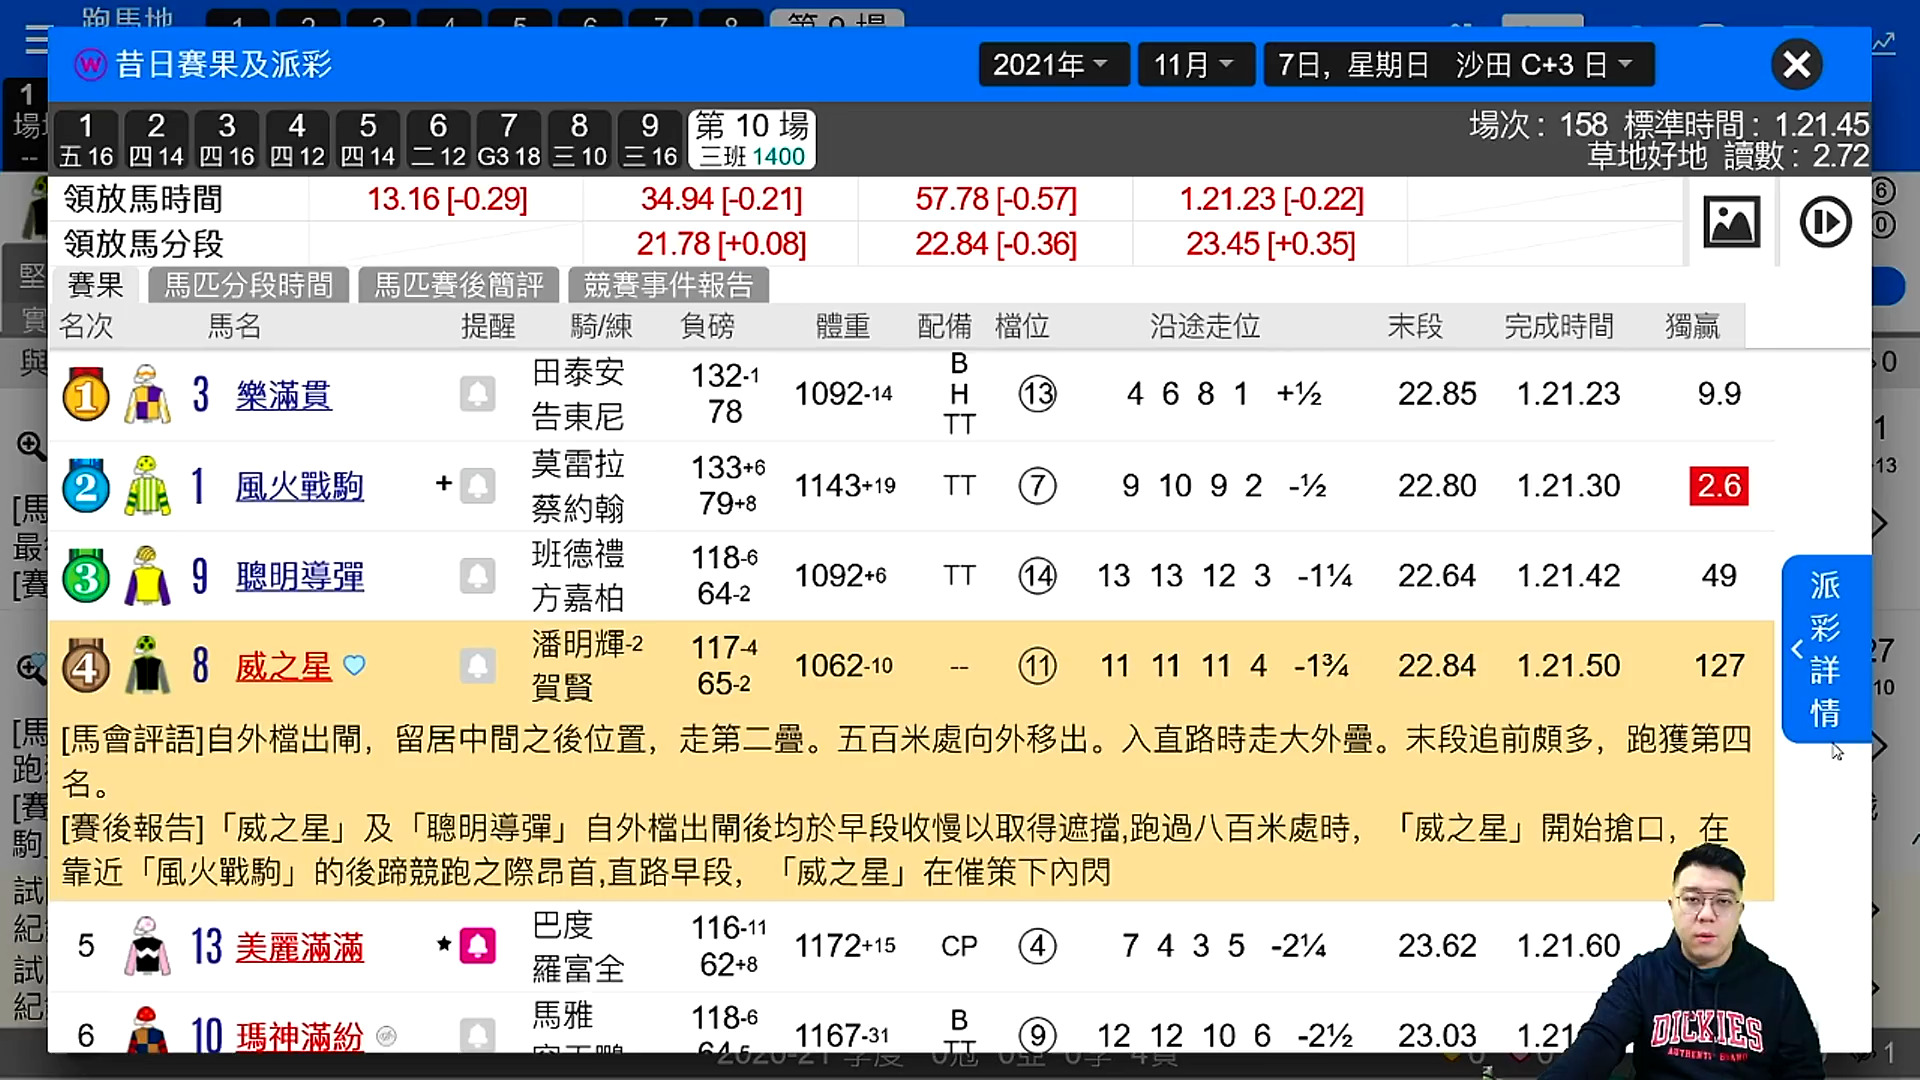 跑馬地
昔日賽果及派彩
2021年
11月
7日, 星期日 沙田 C+3 日
1 五 16
2 四 14
3 四 16
4 四 12
5 四 14
6 二 12
7 G3 18
8 三 10
9 三 16
第 10 場 三班 1400
場次 : 158 標準時間 : 1.21.45
草地好地 讀數 : 2.72
領放馬時間 13.16 [-0.29] 34.94 [-0.21] 57.78 [-0.57] 1.21.23 [-0.22]
領放馬分段 21.78 [+0.08] 22.84 [-0.36] 23.45 [+0.35]
賽果 馬匹分段時間 馬匹賽後簡評 競賽事件報告
名次 馬名 提醒 騎/練 負磅 體重 配備 檔位 沿途走位 末段 完成時間 獨贏
1 3 樂滿貫 田泰安 告東尼 132-1 78 1092-14 B H TT 13 4 6 8 1 +½ 22.85 1.21.23 9.9
2 1 風火戰駒 + 莫雷拉 蔡約翰 133+6 79+8 1143+19 TT 7 9 10 9 2 -½ 22.80 1.21.30 2.6
3 9 聰明導彈 班德禮 方嘉柏 118-6 64-2 1092+6 TT 14 13 13 12 3 -1¼ 22.64 1.21.42 49
4 8 威之星 潘明輝-2 賀賢 117-4 65-2 1062-10 -- 11 11 11 11 4 -1¾ 22.84 1.21.50 127
[馬會評語]自外檔出閘, 留居中間之後位置, 走第二疊。五百米處向外移出。入直路時走大外疊。末段追前頗多, 跑獲第四
名。
[賽後報告]「威之星」及「聰明導彈」自外檔出閘後均於早段收慢以取得遮擋,跑過八百米處時, 「威之星」開始搶口, 在
靠近「風火戰駒」的後蹄競跑之際昂首,直路早段, 「威之星」在催策下內閃
5 13 美麗滿滿 ★ 巴度 羅富全 116-11 62+8 1172+15 CP 4 7 4 3 5 -2¼ 23.62 1.21.60
6 10 瑪神滿紛 馬雅 118-6 1167-31 B 9 12 12 10 6 -2½ 23.03 1.21
派彩詳情
DICKIES
AUTHENTIC BRAND